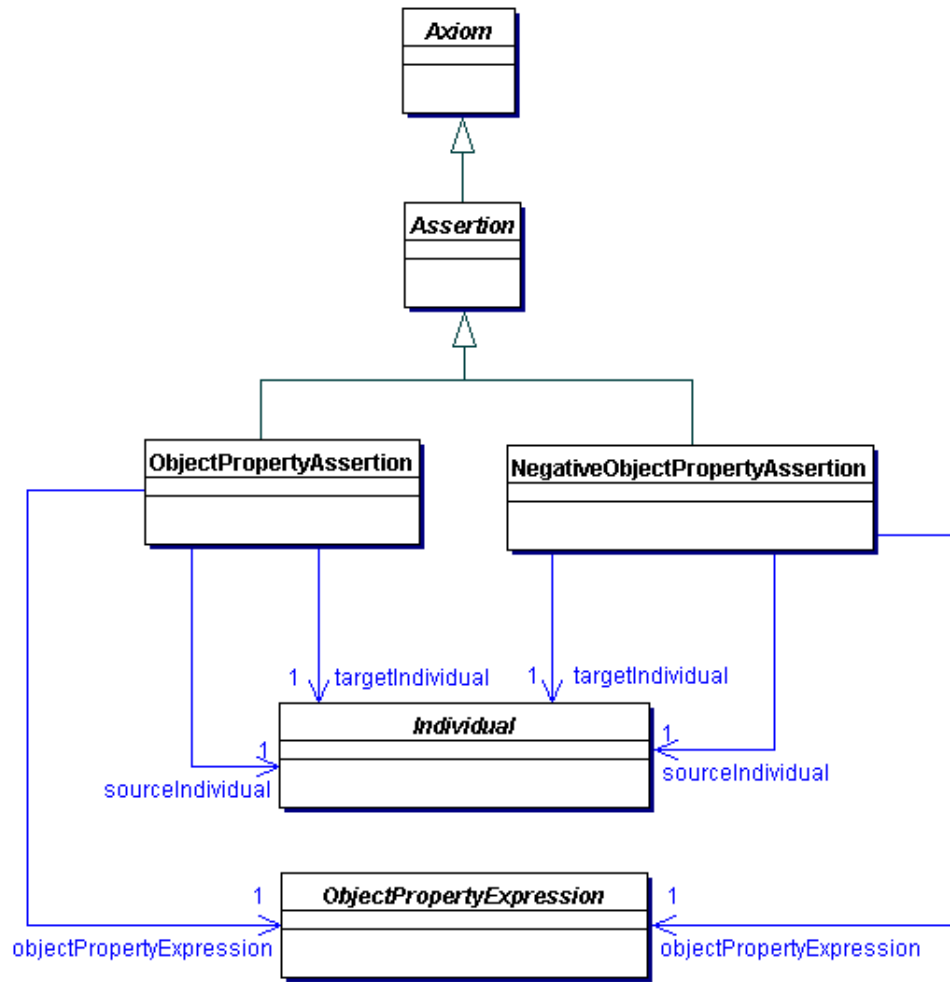 Axiom
Assertion
ObjectPropertyAssertion
NegativeObjectPropertyAssertion
1 targetIndividual
1 targetIndividual
Individual
1
sourceIndividual
1
sourceIndividual
ObjectPropertyExpression
1
objectPropertyExpression
1
objectPropertyExpression